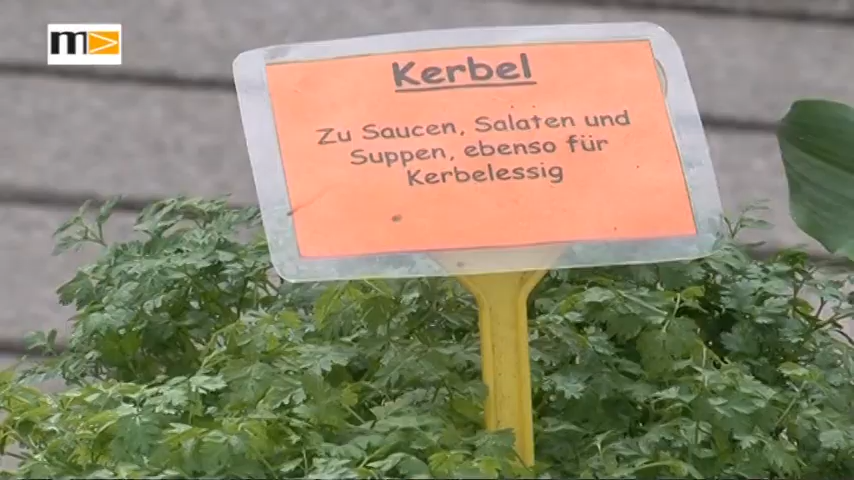 m
Kerbel
Zu Saucen, Salaten und
Suppen, ebenso für
Kerbelessig